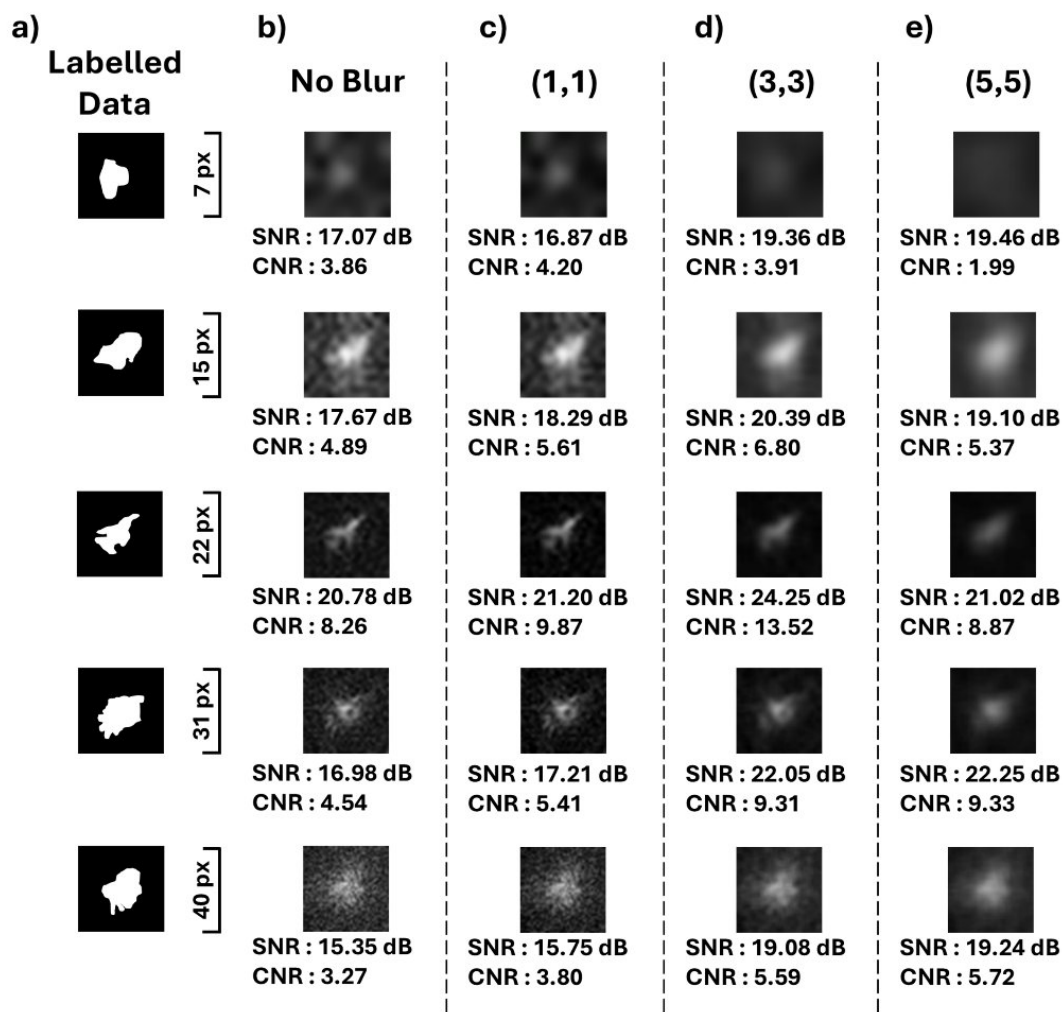 a)
b)
c)
d)
e)
Labelled
Data
No Blur
(1,1)
(3,3)
(5,5)
7 px
SNR : 17.07 dB
CNR : 3.86
SNR : 16.87 dB
CNR : 4.20
SNR : 19.36 dB
CNR : 3.91
SNR : 19.46 dB
CNR : 1.99
15 px
SNR : 17.67 dB
CNR : 4.89
SNR : 18.29 dB
CNR : 5.61
SNR : 20.39 dB
CNR : 6.80
SNR : 19.10 dB
CNR : 5.37
22 px
SNR : 20.78 dB
CNR : 8.26
SNR : 21.20 dB
CNR : 9.87
SNR : 24.25 dB
CNR : 13.52
SNR : 21.02 dB
CNR : 8.87
31 px
SNR : 16.98 dB
CNR : 4.54
SNR : 17.21 dB
CNR : 5.41
SNR : 22.05 dB
CNR : 9.31
SNR : 22.25 dB
CNR : 9.33
40 px
SNR : 15.35 dB
CNR : 3.27
SNR : 15.75 dB
CNR : 3.80
SNR : 19.08 dB
CNR : 5.59
SNR : 19.24 dB
CNR : 5.72